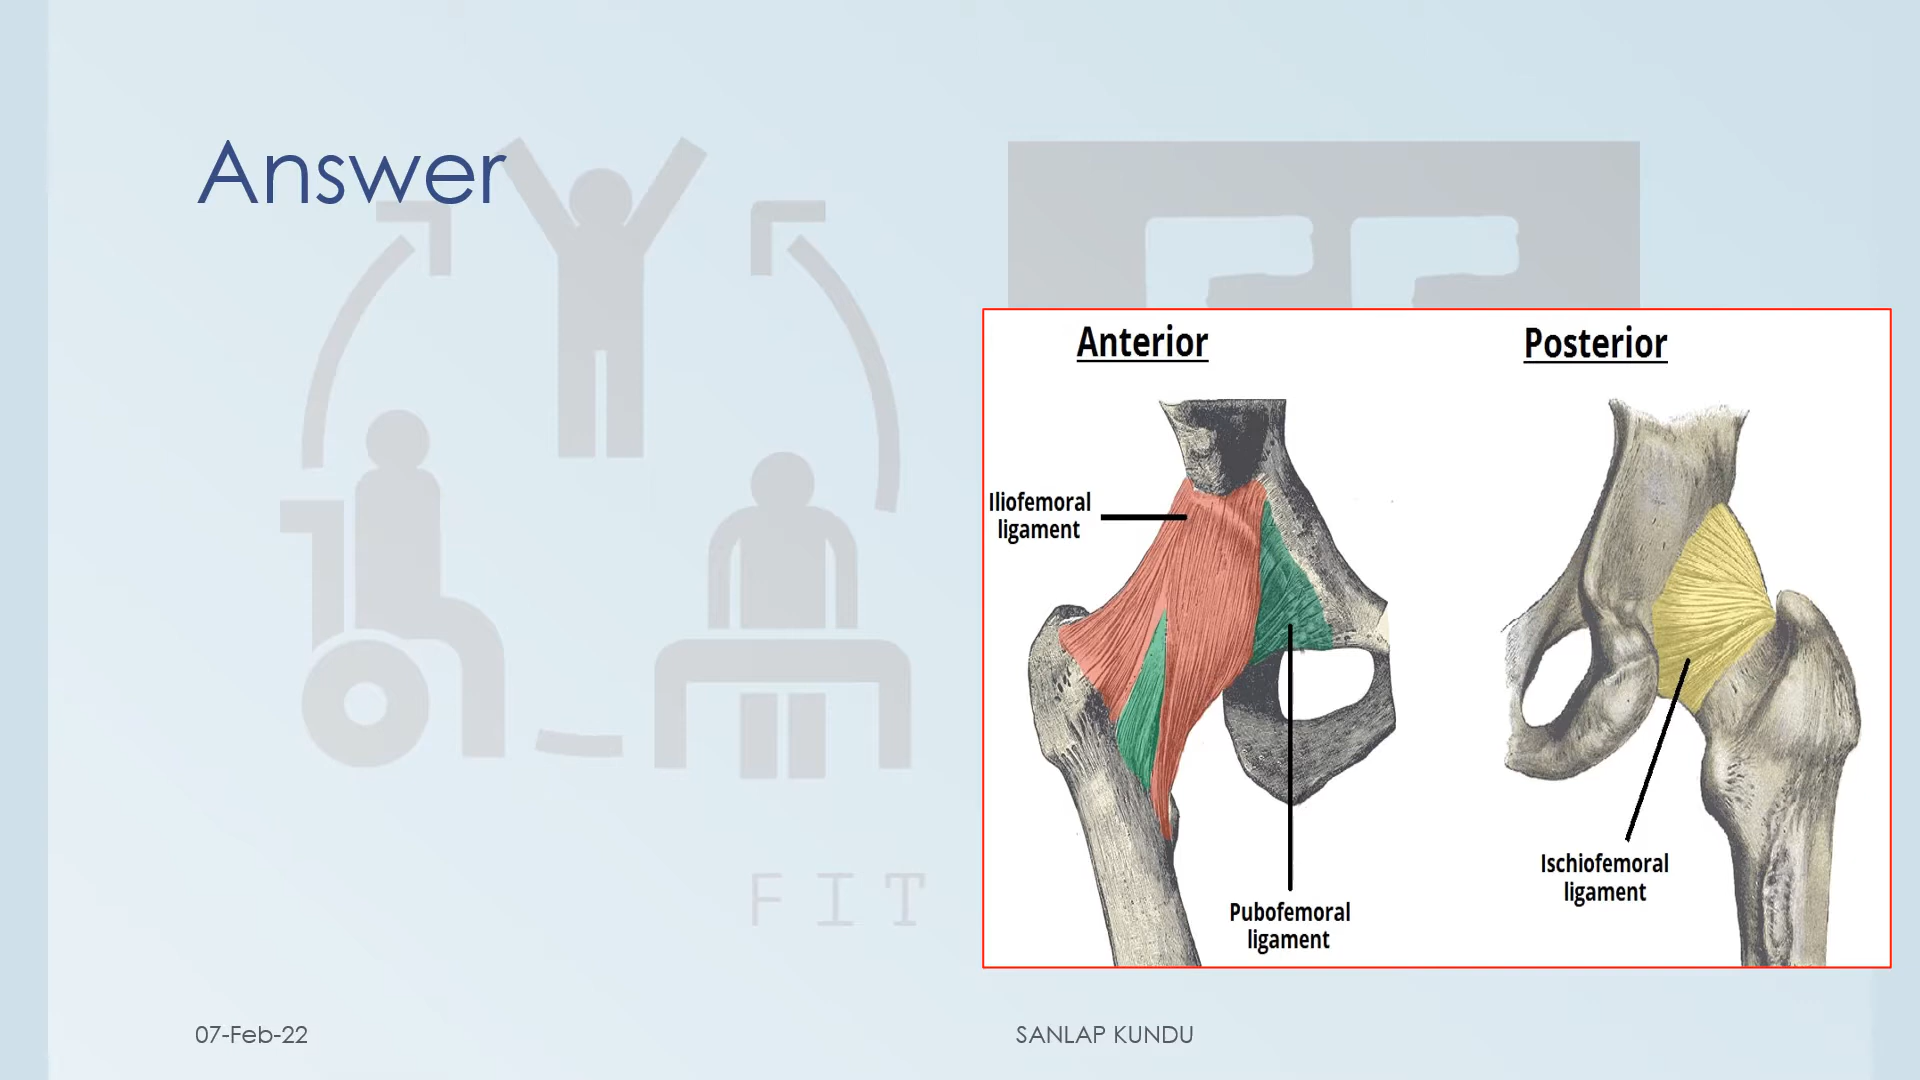 Answer
Anterior
Posterior
Iliofemoral
ligament
Ischiofemoral
ligament
Pubofemoral
ligament
FIT
07-Feb-22
SANLAP KUNDU